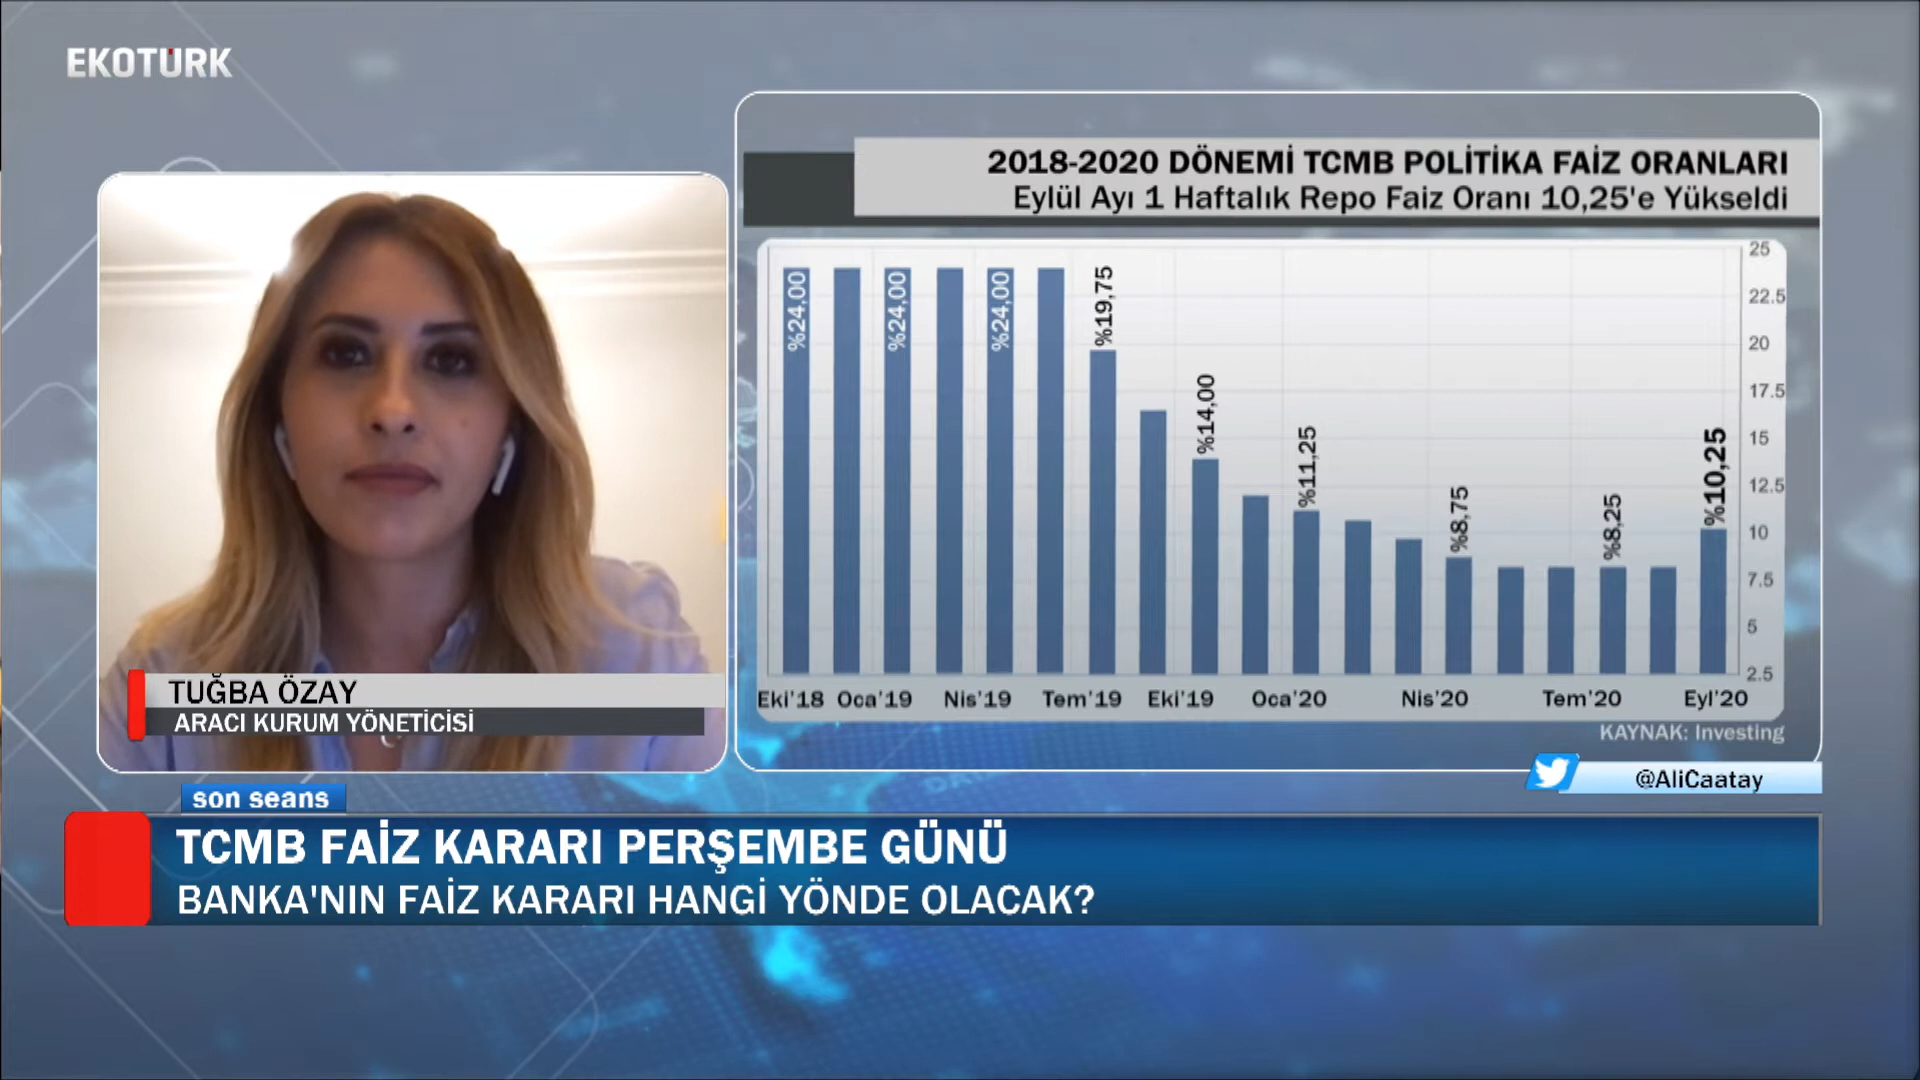 EKOTÜRK
2018-2020 DÖNEMİ TCMB POLİTİKA FAİZ ORANLARI
Eylül Ayı 1 Haftalık Repo Faiz Oranı 10,25'e Yükseldi
%24,00
%24,00
%24,00
%19,75
%14,00
%11,25
%8,75
%8,25
%10,25
25
22.5
20
17.5
15
12.5
10
7.5
5
2.5
Eki'18 Oca'19 Nis'19 Tem'19 Eki'19 Oca'20 Nis'20 Tem'20 Eyl'20
KAYNAK: Investing
TUĞBA ÖZAY
ARACI KURUM YÖNETİCİSİ
@AliCaatay
son seans
TCMB FAİZ KARARI PERŞEMBE GÜNÜ
BANKA'NIN FAİZ KARARI HANGİ YÖNDE OLACAK?